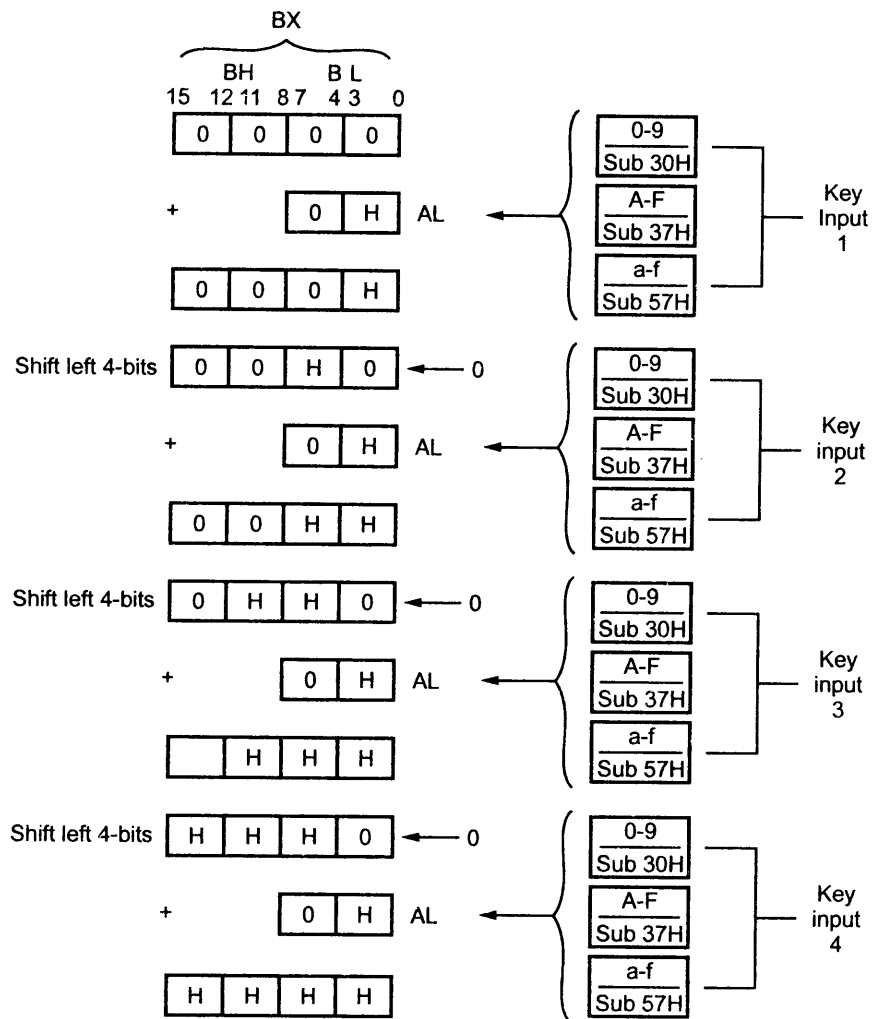 BX
BH B L
15 12 11 8 7 4 3 0
0 0 0 0
+ 0 H AL
0 0 0 H
0-9
Sub 30H
A-F
Sub 37H
a-f
Sub 57H
Key
Input
1
Shift left 4-bits 0 0 H 0 0
+ 0 H AL
0 0 H H
0-9
Sub 30H
A-F
Sub 37H
a-f
Sub 57H
Key
input
2
Shift left 4-bits 0 H H 0 0
+ 0 H AL
H H H
0-9
Sub 30H
A-F
Sub 37H
a-f
Sub 57H
Key
input
3
Shift left 4-bits H H H 0 0
+ 0 H AL
H H H H
0-9
Sub 30H
A-F
Sub 37H
a-f
Sub 57H
Key
input
4